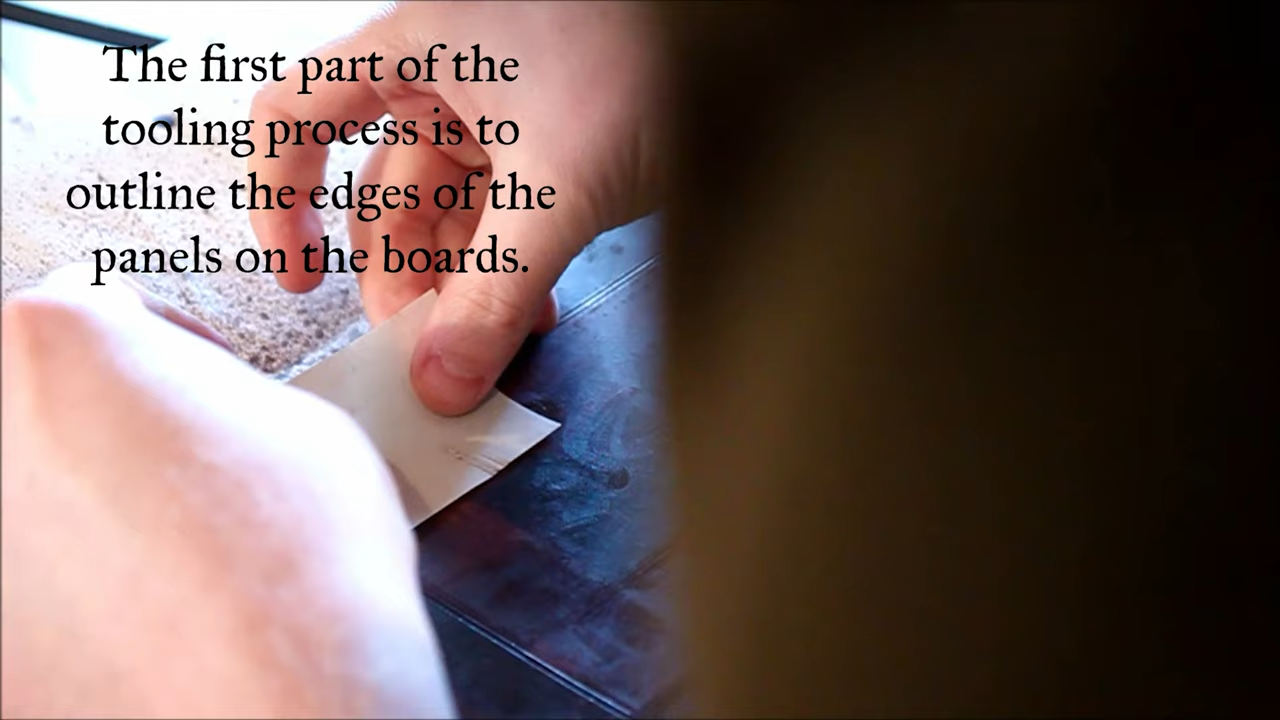 The first part of the
tooling process is to
outline the edges of the
panels on the boards.